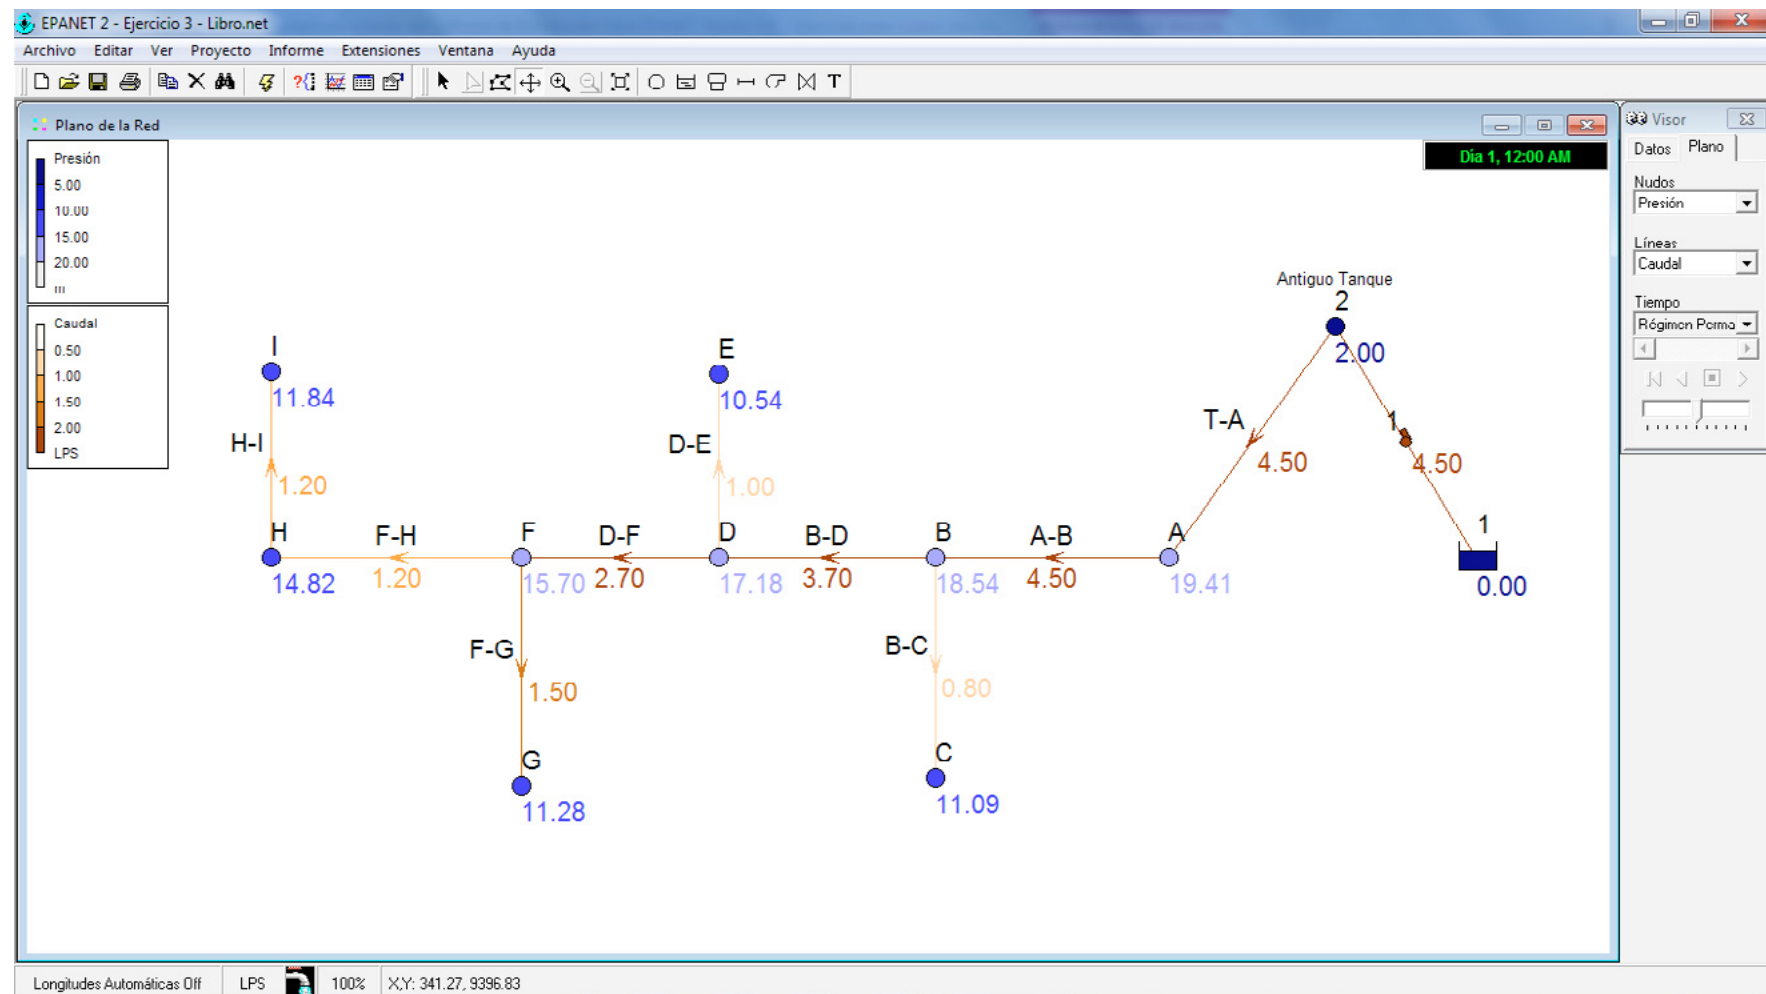 EPANET 2 - Ejercicio 3 - Libro.net
Archivo Editar Ver Proyecto Informe Extensiones Ventana Ayuda
T
Plano de la Red
Presión
5.00
10.00
15.00
20.00
m
Caudal
0.50
1.00
1.50
2.00
LPS
Día 1, 12:00 AM
Antiguo Tanque
2
2.00
I
11.84
E
10.54
H-I
1.20
D-E
1.00
T-A
4.50
1
4.50
H
14.82
F-H
1.20
F
15.70
D-F
2.70
D
17.18
B-D
3.70
B
18.54
A-B
4.50
A
19.41
1
0.00
F-G
1.50
B-C
0.80
G
11.28
C
11.09
Visor
Datos Plano
Nudos
Presión
Líneas
Caudal
Tiempo
Régimen Perma
Longitudes Automáticas Off LPS 100% X,Y: 341.27, 9396.83